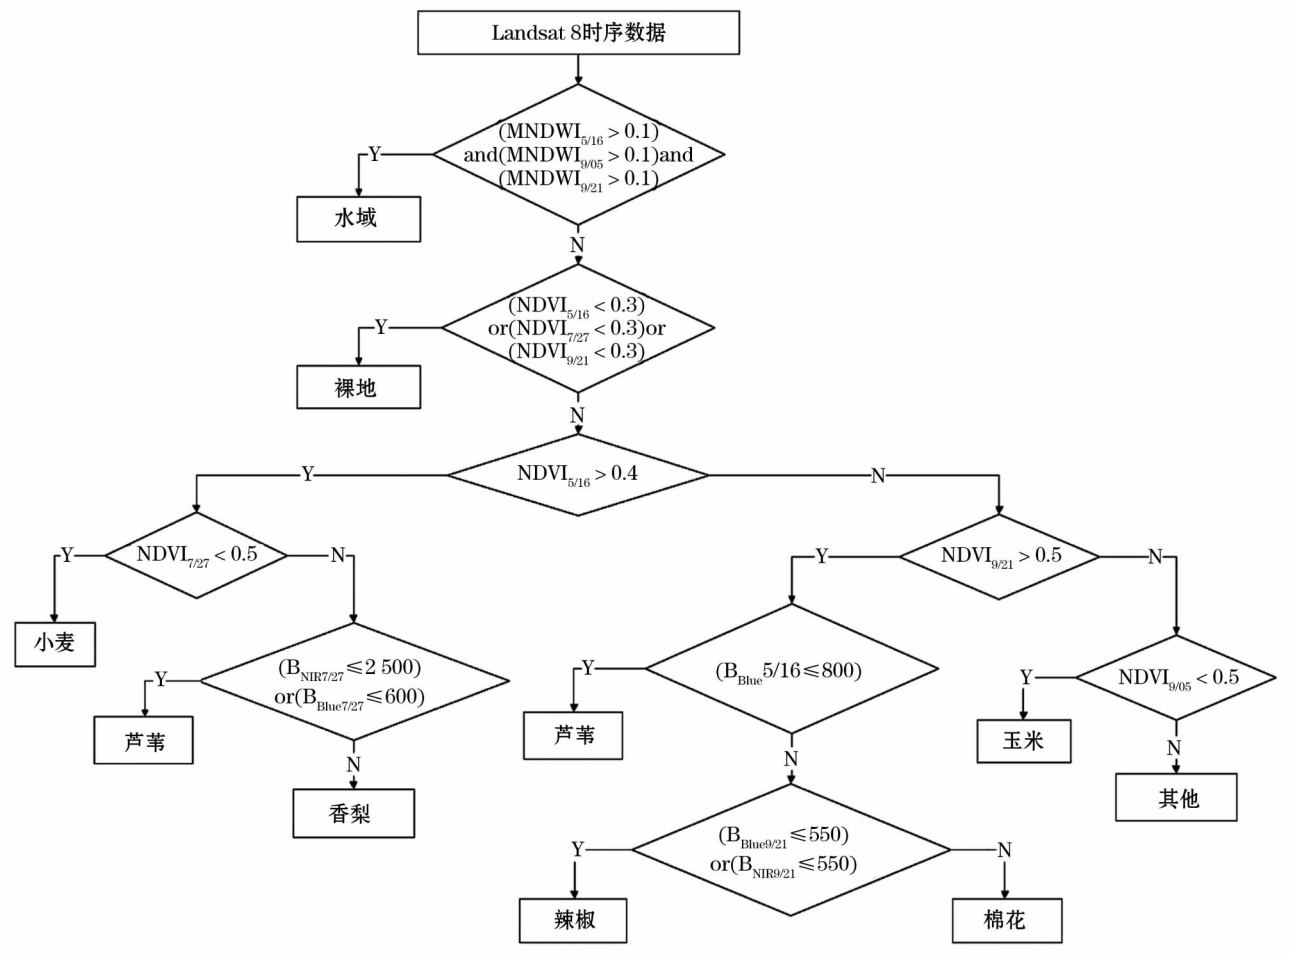 Landsat 8时序数据
(MNDWI5/16＞0.1)
and(MNDWI9/05＞0.1)and
(MNDWI9/21＞0.1)
Y
水域
N
(NDVI5/16＜0.3)
or(NDVI7/27＜0.3)or
(NDVI9/21＜0.3)
Y
裸地
N
NDVI5/16＞0.4
Y
N
NDVI7/27＜0.5
Y
N
小麦
(BNIR7/27≤2 500)
or(BBlue7/27≤600)
Y
芦苇
N
香梨
NDVI9/21＞0.5
Y
N
(BBlue5/16≤800)
Y
芦苇
N
(BBlue9/21≤550)
or(BNIR9/21≤550)
Y
辣椒
N
棉花
NDVI9/05＜0.5
Y
玉米
N
其他